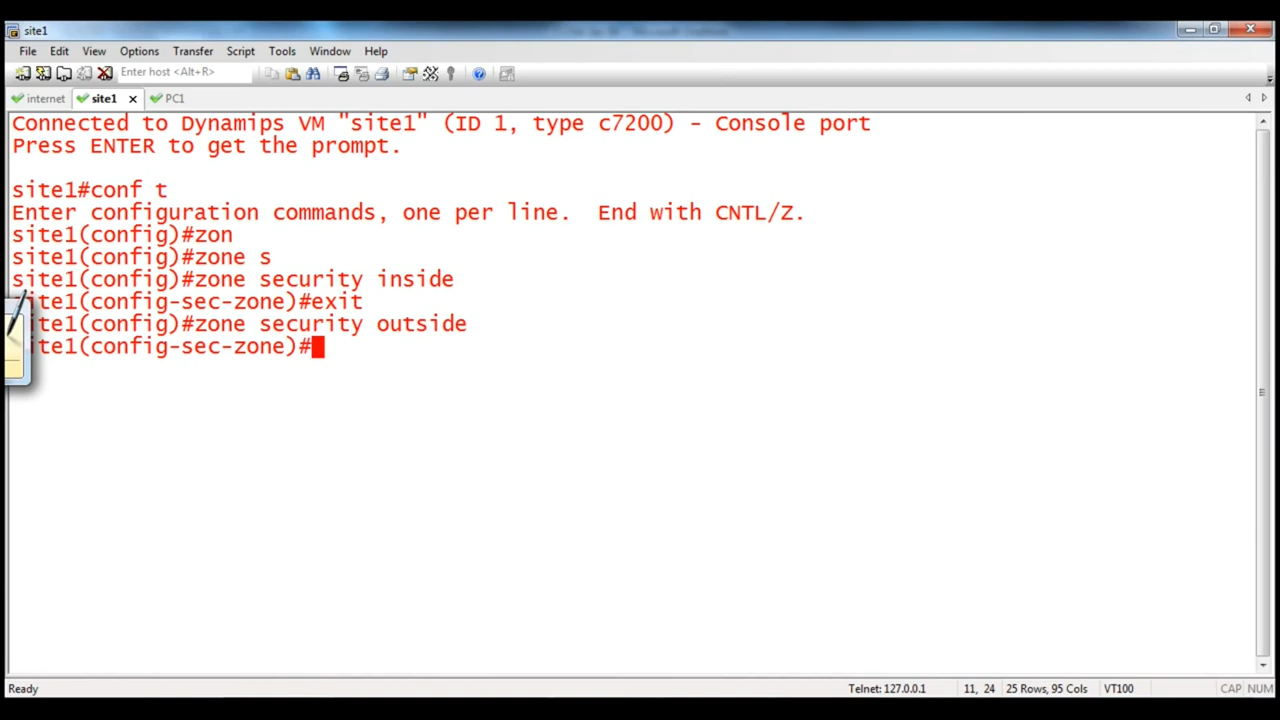 site1
File Edit View Options Transfer Script Tools Window Help
Enter host <Alt+R>
internet site1 PC1
Connected to Dynamips VM "site1" (ID 1, type c7200) - Console port
Press ENTER to get the prompt.
site1#conf t
Enter configuration commands, one per line.  End with CNTL/Z.
site1(config)#zon
site1(config)#zone s
site1(config)#zone security inside
ite1(config-sec-zone)#exit
ite1(config)#zone security outside
ite1(config-sec-zone)#
Ready Telnet: 127.0.0.1 11, 24 25 Rows, 95 Cols VT100 CAP NUM